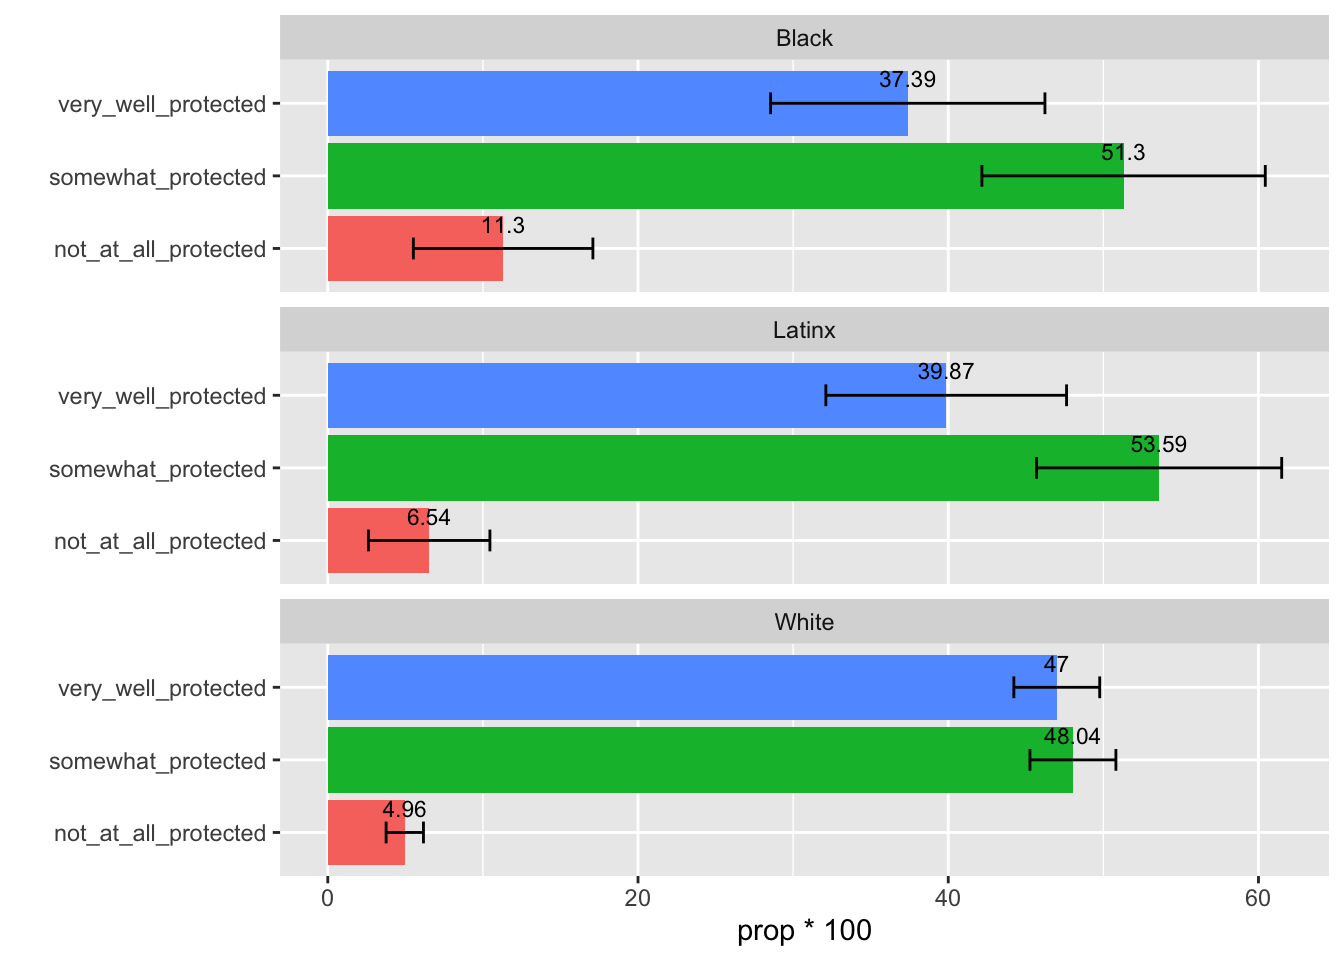 Black
very_well_protected 37.39
somewhat_protected 51.3
not_at_all_protected 11.3
Latinx
very_well_protected 39.87
somewhat_protected 53.59
not_at_all_protected 6.54
White
very_well_protected 47
somewhat_protected 48.04
not_at_all_protected 4.96
0 20 40 60
prop * 100